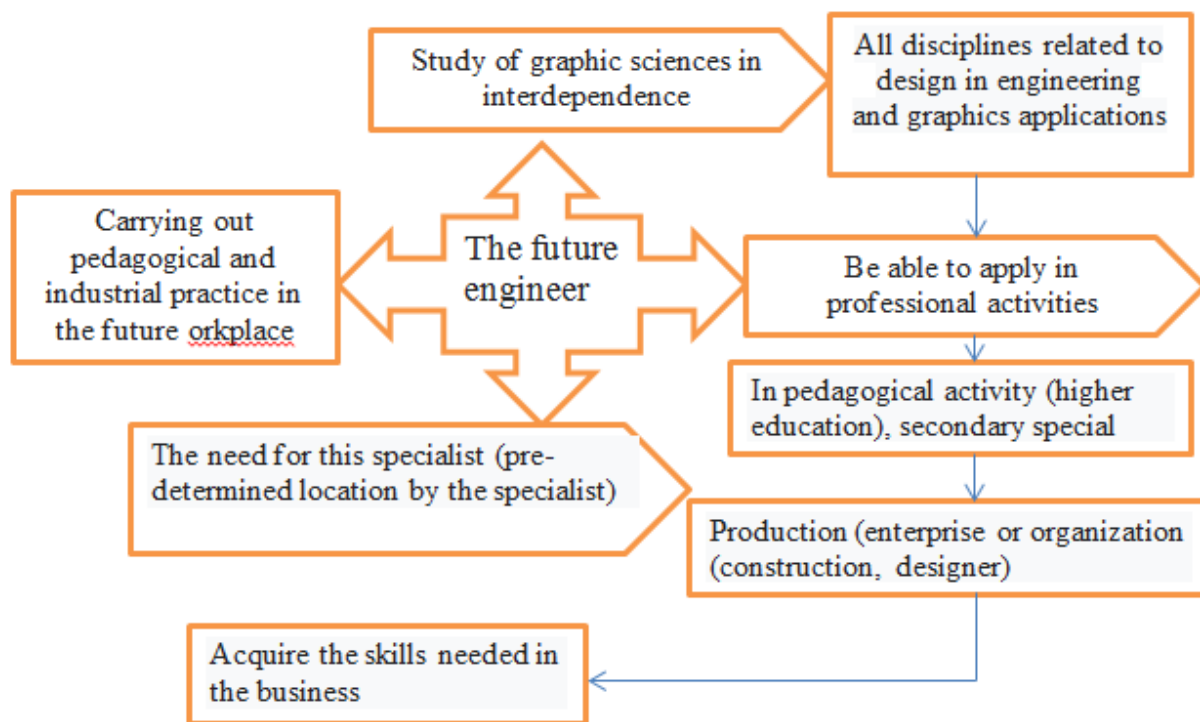 Study of graphic sciences in
interdependence
All disciplines related to
design in engineering
and graphics applications
Carrying out
pedagogical and
industrial practice in
the future orkplace
The future
engineer
Be able to apply in
professional activities
In pedagogical activity (higher
education), secondary special
The need for this specialist (pre-
determined location by the specialist)
Production (enterprise or organization
(construction, designer)
Acquire the skills needed in
the business